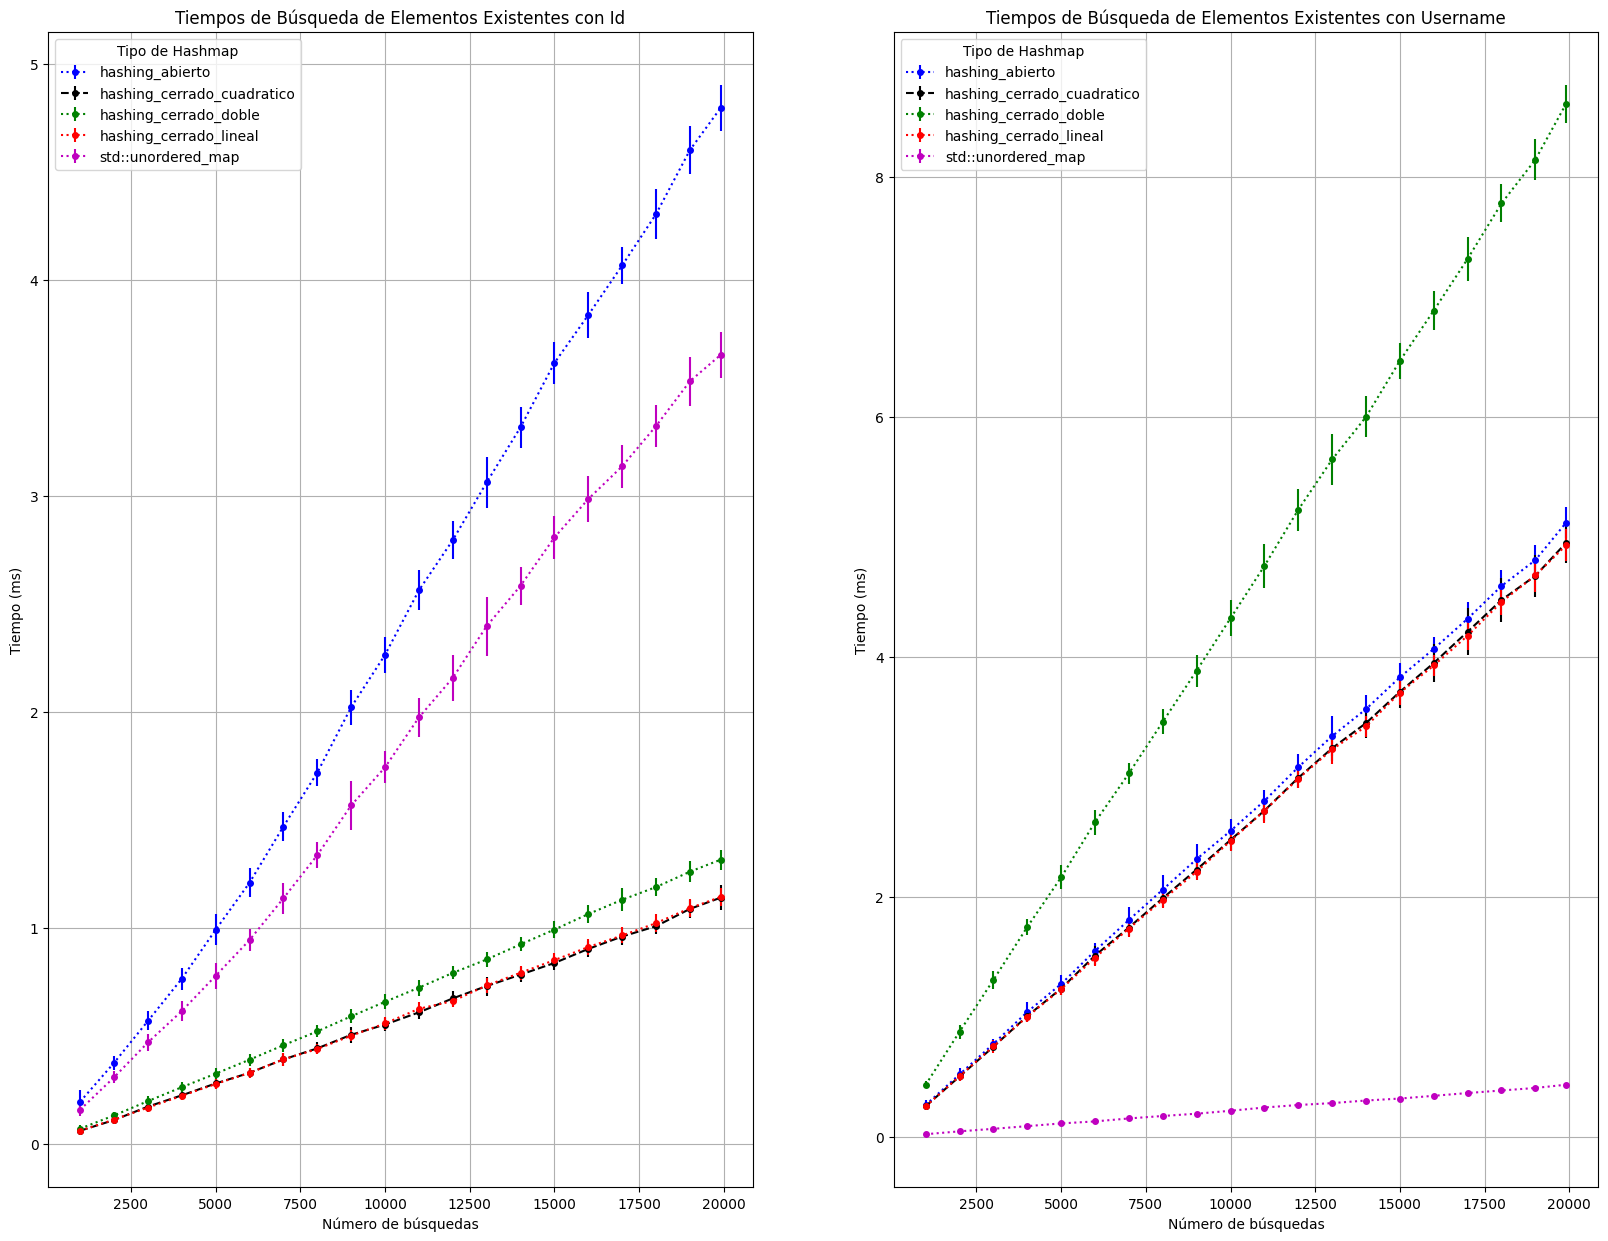 Tiempos de Búsqueda de Elementos Existentes con Id
Tipo de Hashmap
hashing_abierto
hashing_cerrado_cuadratico
hashing_cerrado_doble
hashing_cerrado_lineal
std::unordered_map
5
4
3
2
1
0
Tiempo (ms)
2500 5000 7500 10000 12500 15000 17500 20000
Número de búsquedas
Tiempos de Búsqueda de Elementos Existentes con Username
Tipo de Hashmap
hashing_abierto
hashing_cerrado_cuadratico
hashing_cerrado_doble
hashing_cerrado_lineal
std::unordered_map
8
6
4
2
0
Tiempo (ms)
2500 5000 7500 10000 12500 15000 17500 20000
Número de búsquedas